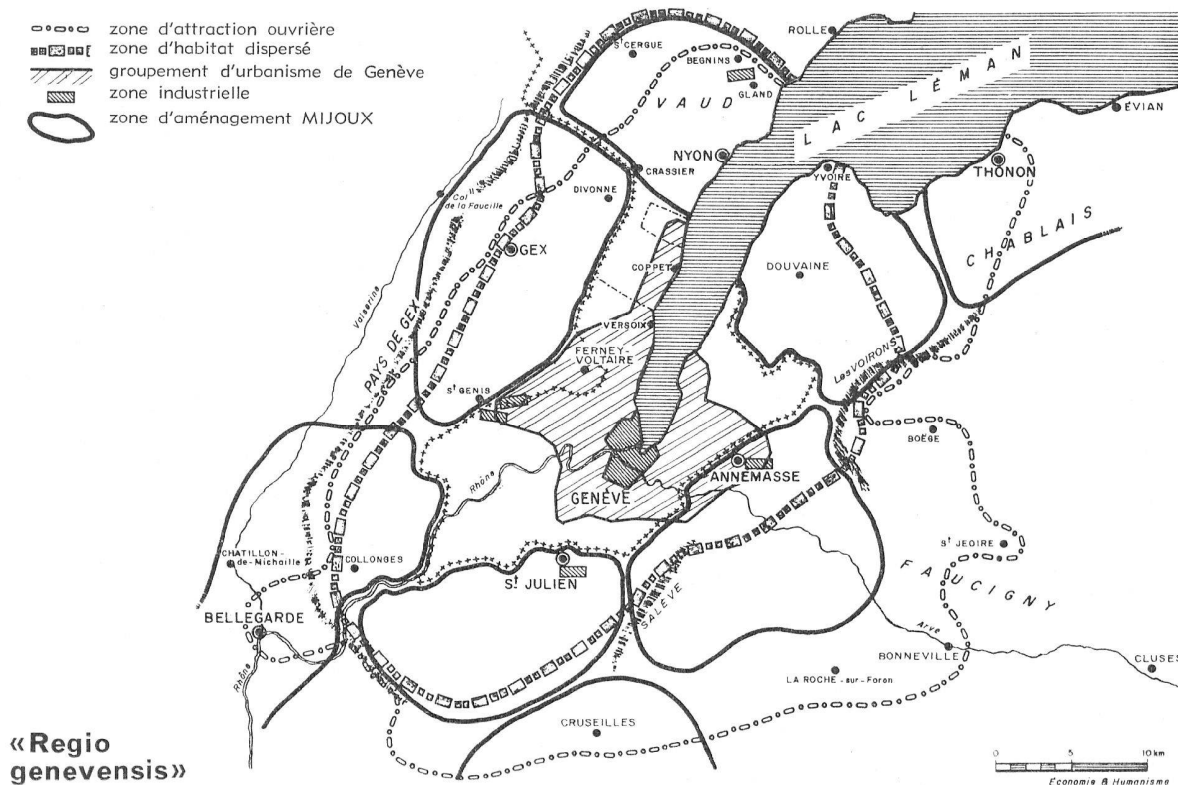 zone d'attraction ouvrière
zone d'habitat dispersé
groupement d'urbanisme de Genève
zone industrielle
zone d'aménagement MIJOUX
ROLLE
St CERGUE
BEGNINS
GLAND
VAUD
LAC LÉMAN
ÉVIAN
NYON
THONON
YVOIRE
CRASSIER
DIVONNE
Col
de la Faucille
GEX
CHABLAIS
COPPET
DOUVAINE
Valserine
VERSOIX
PAYS DE GEX
FERNEY-
VOLTAIRE
Les VOIRONS
St GENIS
BOËGE
Rhône
ANNEMASSE
GENÈVE
St JEOIRE
CHATILLON-
de-Michaille
COLLONGES
St JULIEN
FAUCIGNY
SALÈVE
BELLEGARDE
Arve
BONNEVILLE
CLUSES
Rhône
LA ROCHE-sur-Foron
CRUSEILLES
«Regio
genevensis»
0 5 10 km
Économie & Humanisme